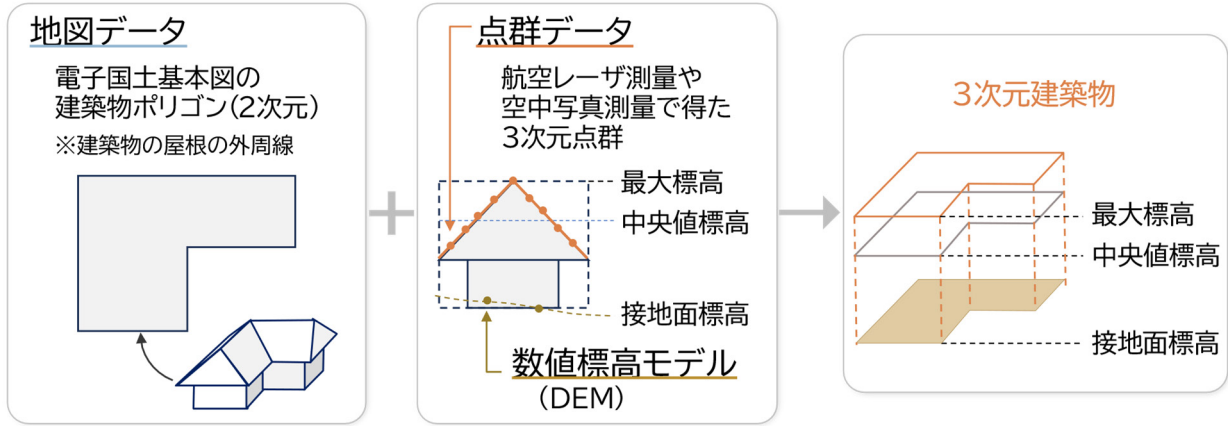 地図データ
電子国土基本図の
建築物ポリゴン(2次元)
※建築物の屋根の外周線
点群データ
航空レーザ測量や
空中写真測量で得た
3次元点群
最大標高
中央値標高
接地面標高
数値標高モデル
(DEM)
3次元建築物
最大標高
中央値標高
接地面標高